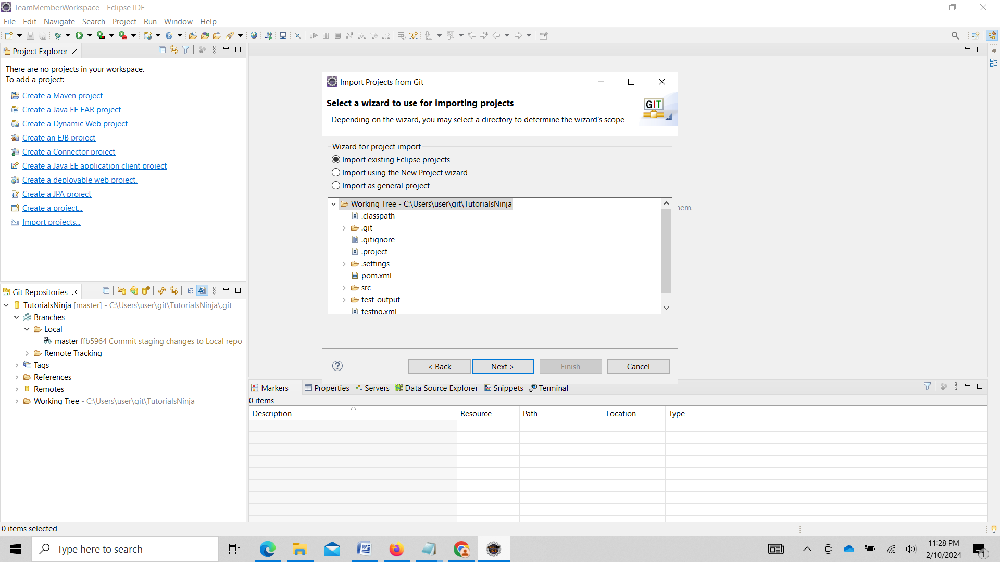 TeamMemberWorkspace - Eclipse IDE
File Edit Navigate Search Project Run Window Help
Project Explorer
There are no projects in your workspace.
To add a project:
Create a Maven project
Create a Java EE EAR project
Create a Dynamic Web project
Create an EJB project
Create a Connector project
Create a Java EE application client project
Create a deployable web project.
Create a JPA project
Create a project...
Import projects...
Import Projects from Git
Select a wizard to use for importing projects
Depending on the wizard, you may select a directory to determine the wizard's scope
GIT
Wizard for project import
Import existing Eclipse projects
Import using the New Project wizard
Import as general project
Working Tree - C:\Users\user\git\TutorialsNinja
.classpath
.git
.gitignore
.project
.settings
pom.xml
src
test-output
testng.xml
hem.
< Back Next > Finish Cancel
Git Repositories
TutorialsNinja [master] - C:\Users\user\git\TutorialsNinja\.git
Branches
Local
master ffb5964 Commit staging changes to Local repo
Remote Tracking
Tags
References
Remotes
Working Tree - C:\Users\user\git\TutorialsNinja
Markers Properties Servers Data Source Explorer Snippets Terminal
0 items
Description Resource Path Location Type
0 items selected
Type here to search
11:28 PM
2/10/2024
1